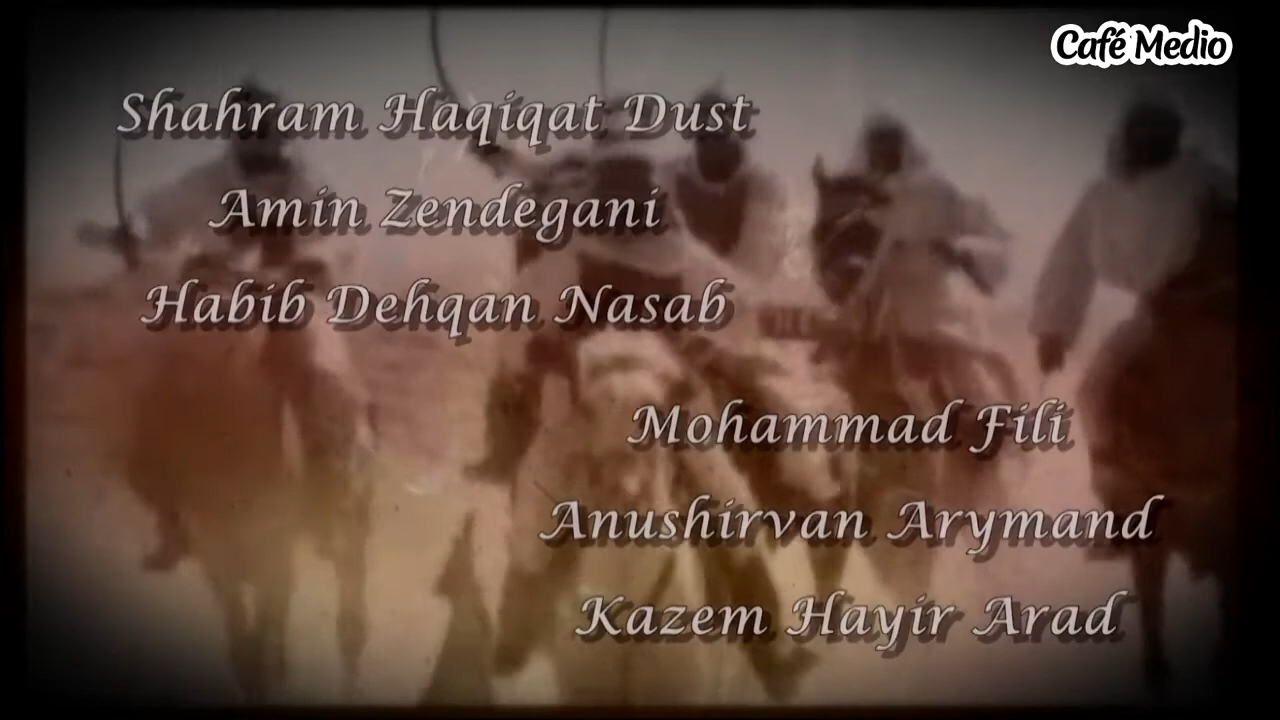 Café Medio
Shahram Haqiqat Dust
Amin Zendegani
Habib Dehqan Nasab
Mohammad Fili
Anushirvan Arymand
Kazem Hayir Arad